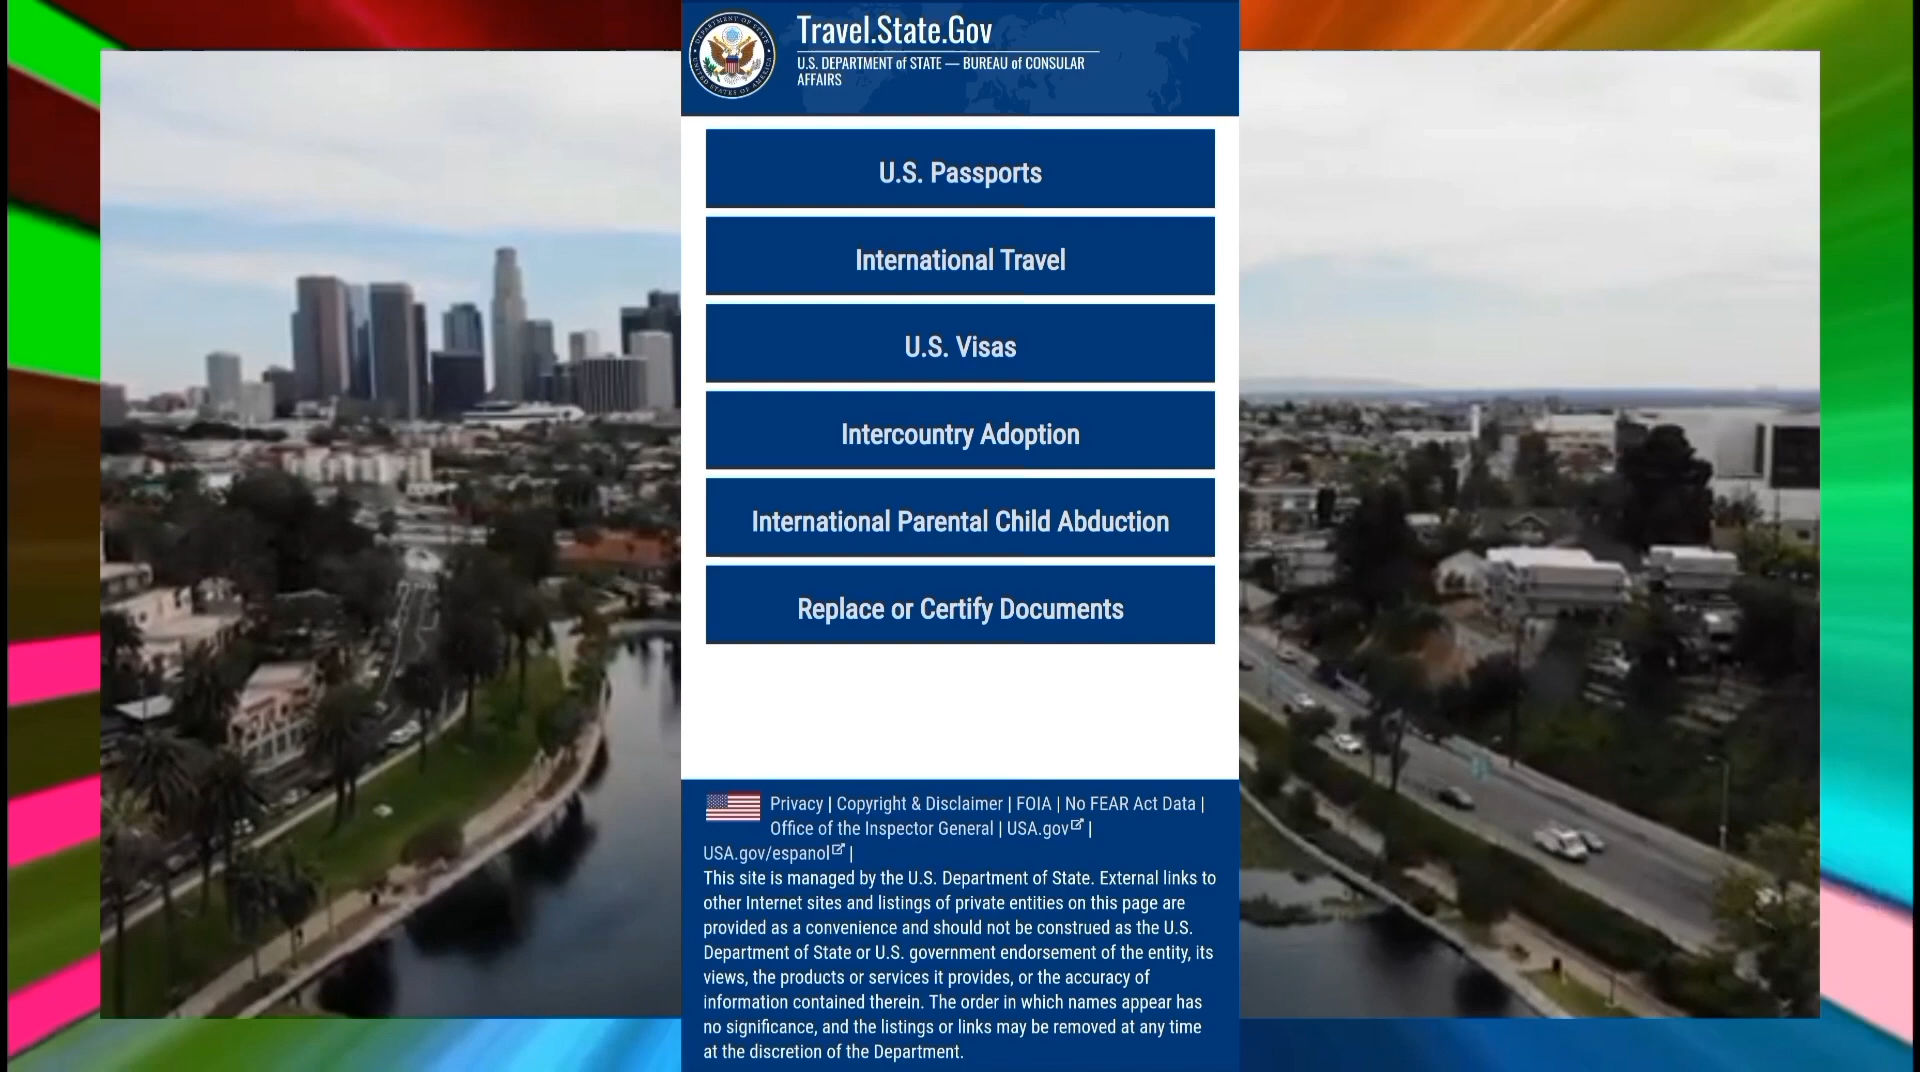 Travel.State.Gov
U.S. DEPARTMENT of STATE — BUREAU of CONSULAR
AFFAIRS
U.S. Passports
International Travel
U.S. Visas
Intercountry Adoption
International Parental Child Abduction
Replace or Certify Documents
Privacy | Copyright & Disclaimer | FOIA | No FEAR Act Data |
Office of the Inspector General | USA.gov |
USA.gov/espanol |
This site is managed by the U.S. Department of State. External links to
other Internet sites and listings of private entities on this page are
provided as a convenience and should not be construed as the U.S.
Department of State or U.S. government endorsement of the entity, its
views, the products or services it provides, or the accuracy of
information contained therein. The order in which names appear has
no significance, and the listings or links may be removed at any time
at the discretion of the Department.